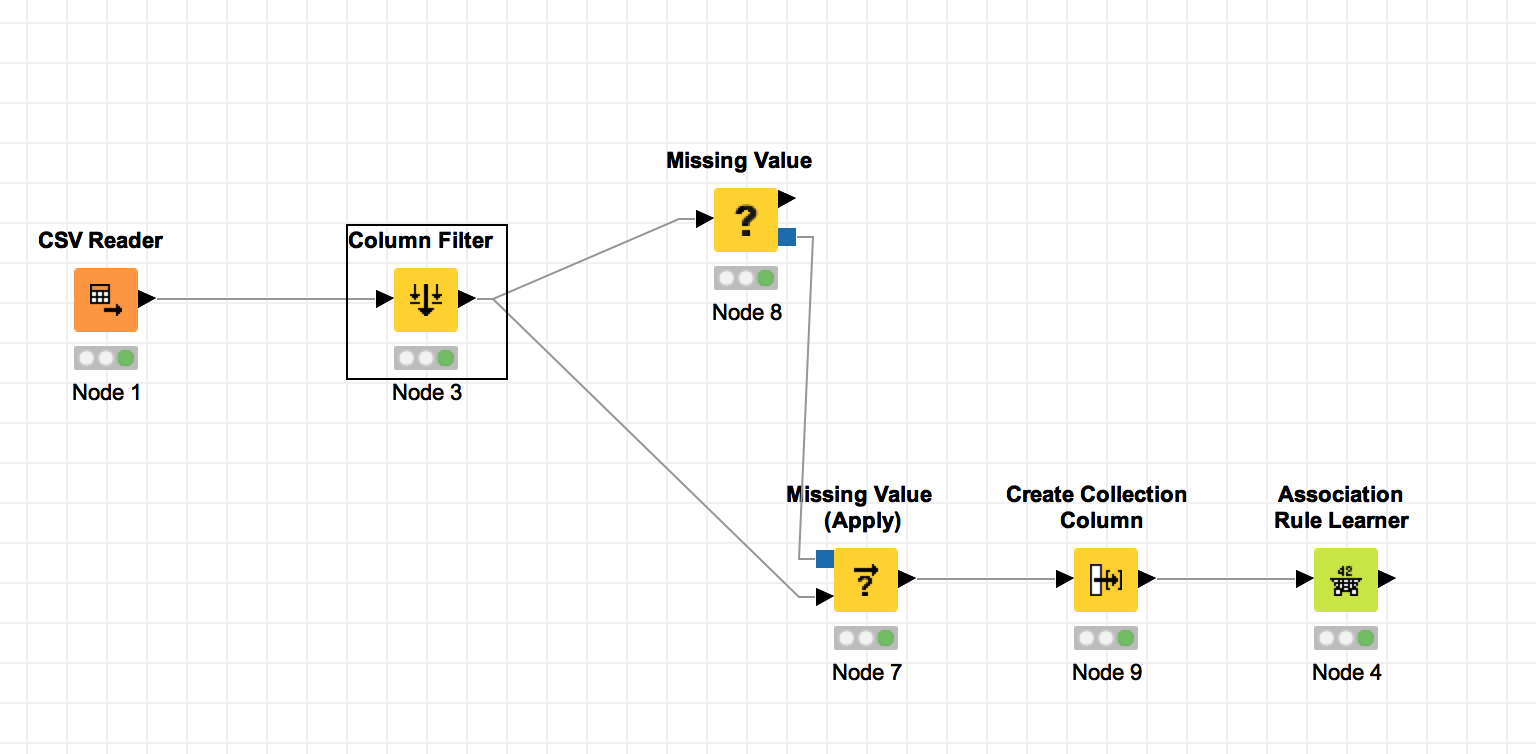 Missing Value
CSV Reader
Column Filter
Node 8
Node 1
Node 3
Missing Value
(Apply)
Create Collection
Column
Association
Rule Learner
42
Node 7
Node 9
Node 4